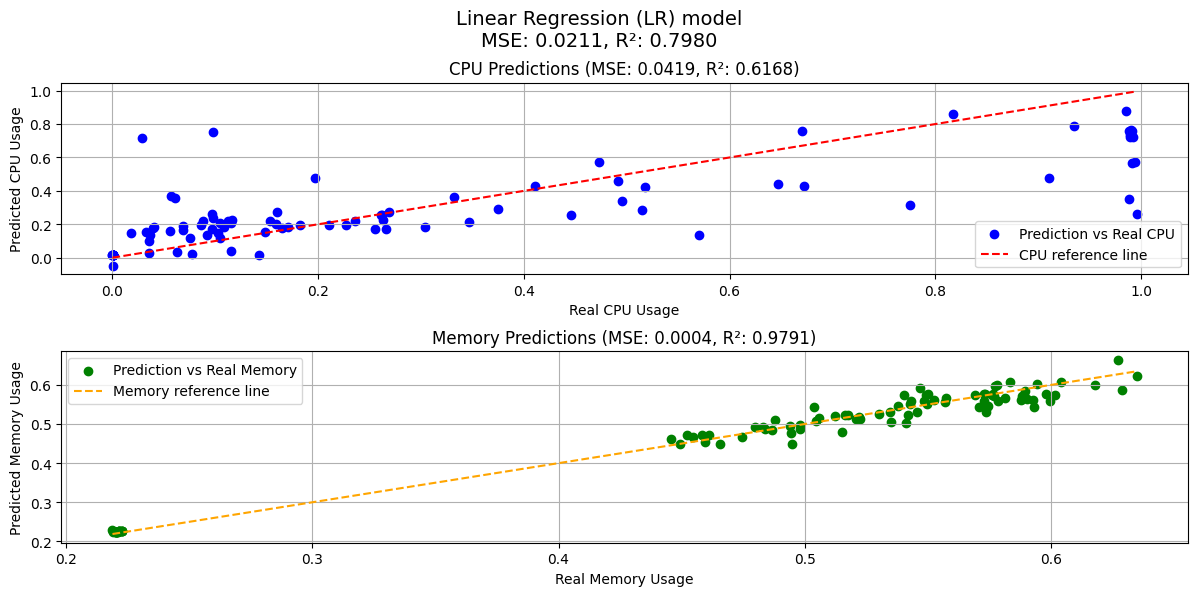 Linear Regression (LR) model
MSE: 0.0211, R²: 0.7980
CPU Predictions (MSE: 0.0419, R²: 0.6168)
Predicted CPU Usage
1.0
0.8
0.6
0.4
0.2
0.0
Prediction vs Real CPU
CPU reference line
0.0 0.2 0.4 0.6 0.8 1.0
Real CPU Usage
Memory Predictions (MSE: 0.0004, R²: 0.9791)
Predicted Memory Usage
Prediction vs Real Memory
Memory reference line
0.6
0.5
0.4
0.3
0.2
0.2 0.3 0.4 0.5 0.6
Real Memory Usage